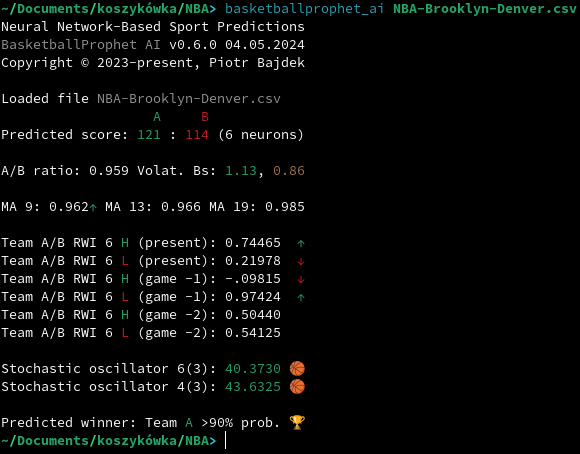 ~/Documents/koszykówka/NBA> basketballprophet_ai NBA-Brooklyn-Denver.csv
Neural Network-Based Sport Predictions
BasketballProphet AI v0.6.0 04.05.2024
Copyright © 2023-present, Piotr Bajdek
Loaded file NBA-Brooklyn-Denver.csv
A B
Predicted score: 121 : 114 (6 neurons)
A/B ratio: 0.959 Volat. Bs: 1.13, 0.86
MA 9: 0.962↑ MA 13: 0.966 MA 19: 0.985
Team A/B RWI 6 H (present): 0.74465 ↑
Team A/B RWI 6 L (present): 0.21978 ↓
Team A/B RWI 6 H (game -1): -.09815 ↓
Team A/B RWI 6 L (game -1): 0.97424 ↑
Team A/B RWI 6 H (game -2): 0.50440
Team A/B RWI 6 L (game -2): 0.54125
Stochastic oscillator 6(3): 40.3730 🏀
Stochastic oscillator 4(3): 43.6325 🏀
Predicted winner: Team A >90% prob. 🏆
~/Documents/koszykówka/NBA>